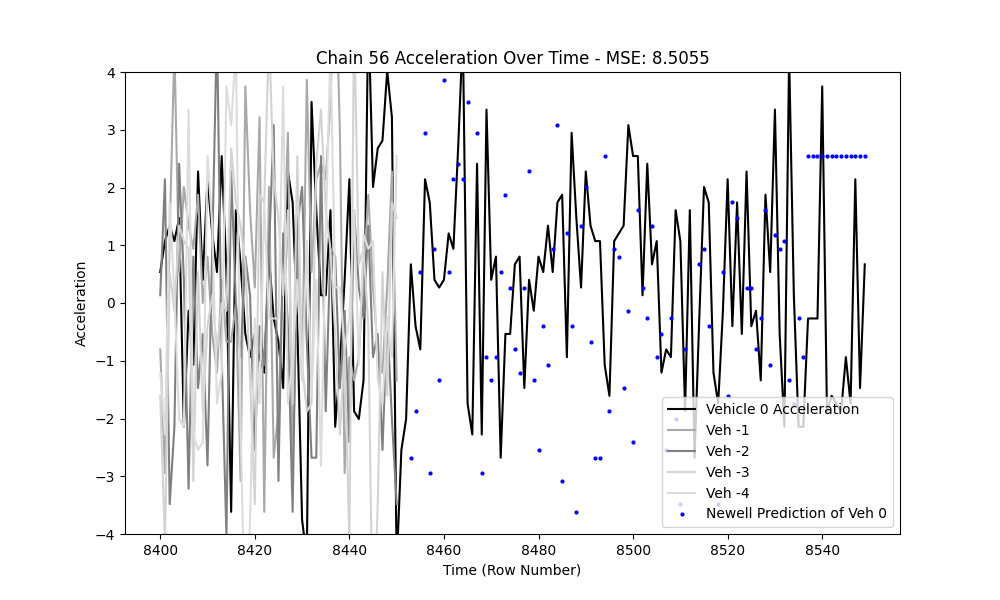 Chain 56 Acceleration Over Time - MSE: 8.5055
Acceleration
4
3
2
1
0
−1
−2
−3
−4
8400
8420
8440
8460
8480
8500
8520
8540
Time (Row Number)
Vehicle 0 Acceleration
Veh -1
Veh -2
Veh -3
Veh -4
Newell Prediction of Veh 0